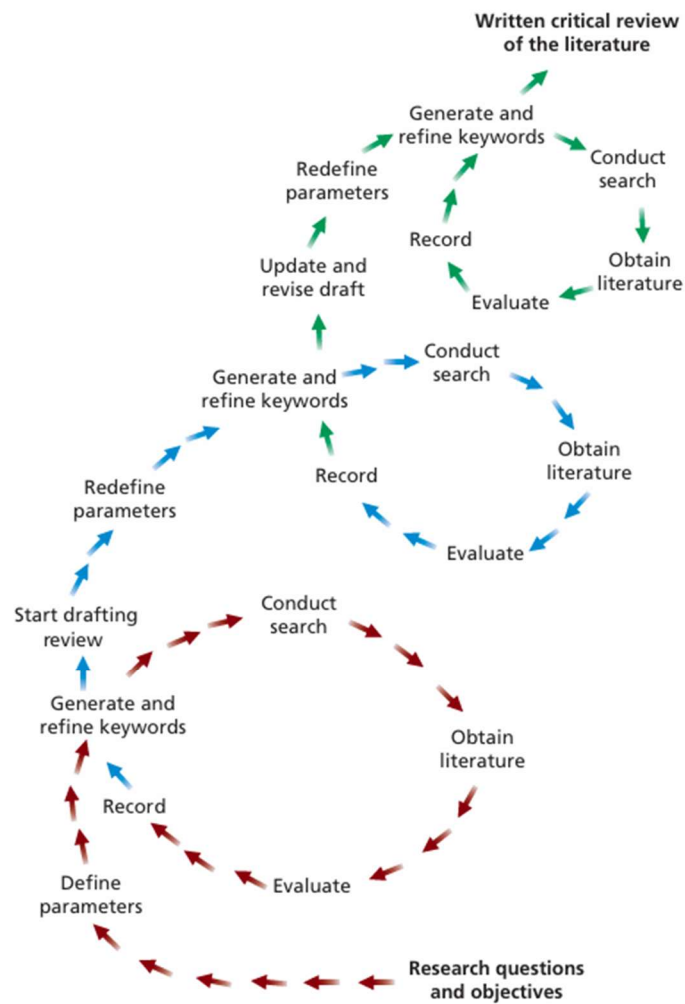 Written critical review
of the literature
Generate and
refine keywords
Conduct
search
Redefine
parameters
Record
Obtain
literature
Update and
revise draft
Evaluate
Conduct
search
Generate and
refine keywords
Obtain
literature
Record
Redefine
parameters
Evaluate
Conduct
search
Start drafting
review
Generate and
refine keywords
Obtain
literature
Record
Define
parameters
Evaluate
Research questions
and objectives